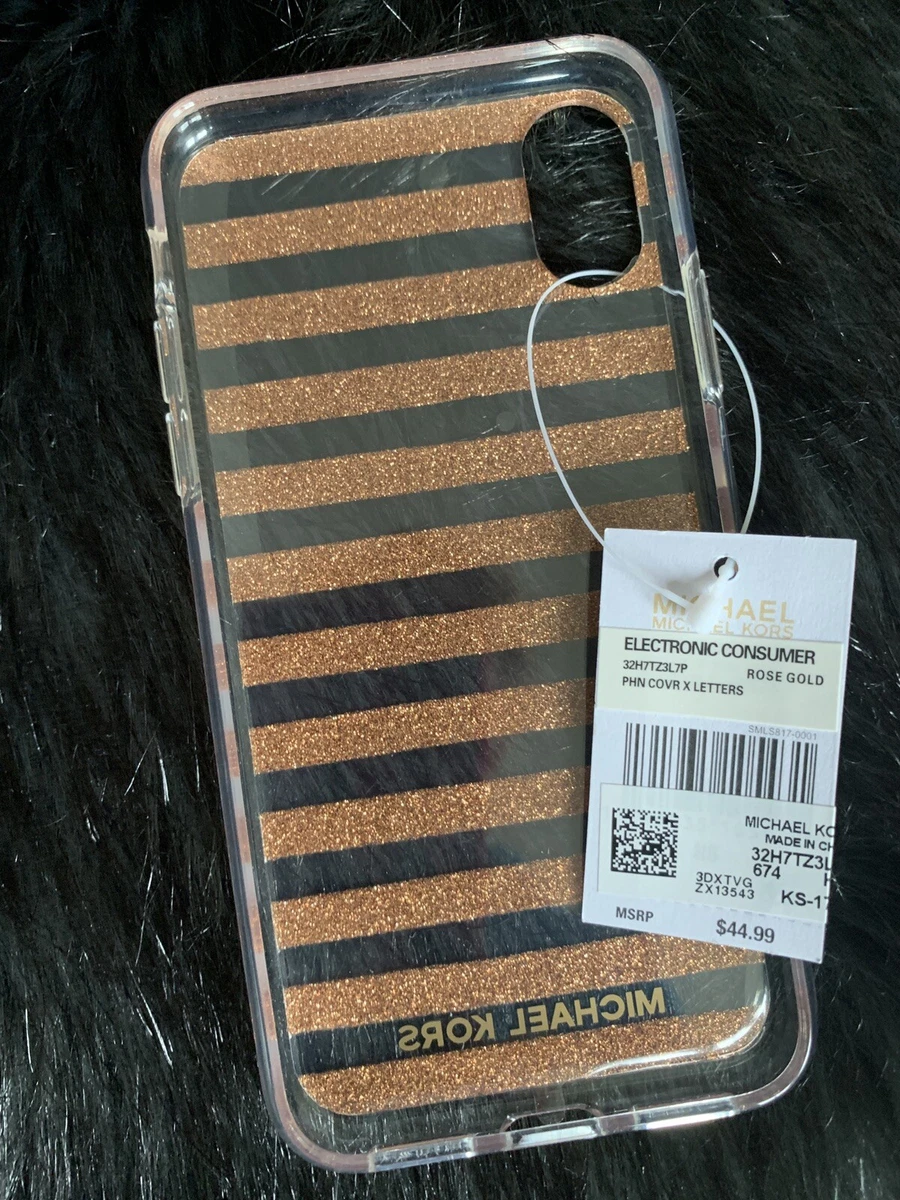 MICHAEL
MICHAEL KORS
ELECTRONIC CONSUMER
32H7TZ3L7P ROSE GOLD
PHN COVR X LETTERS
SMLS817-0001
MICHAEL KO
MADE IN CH
32H7TZ3L
674
3DXTVG
ZX13543 KS-17
MSRP $44.99
MICHAEL KORS